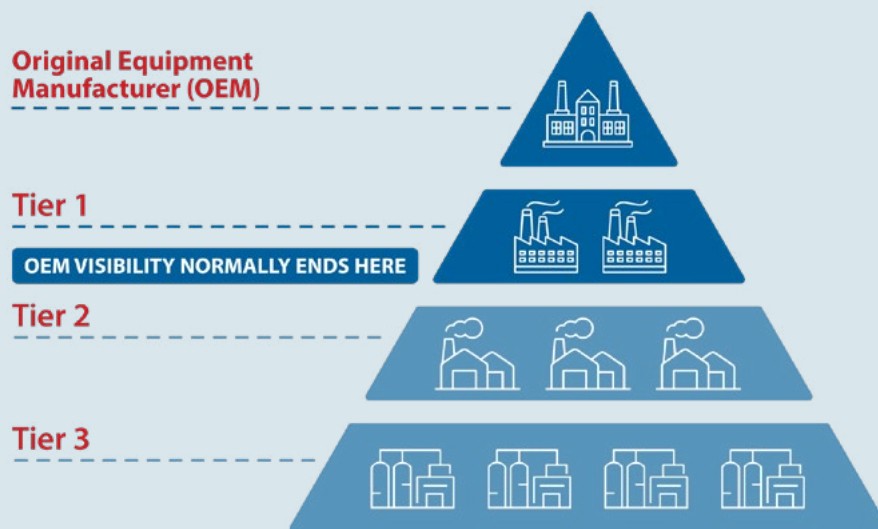 Original Equipment
Manufacturer (OEM)
Tier 1
OEM VISIBILITY NORMALLY ENDS HERE
Tier 2
Tier 3